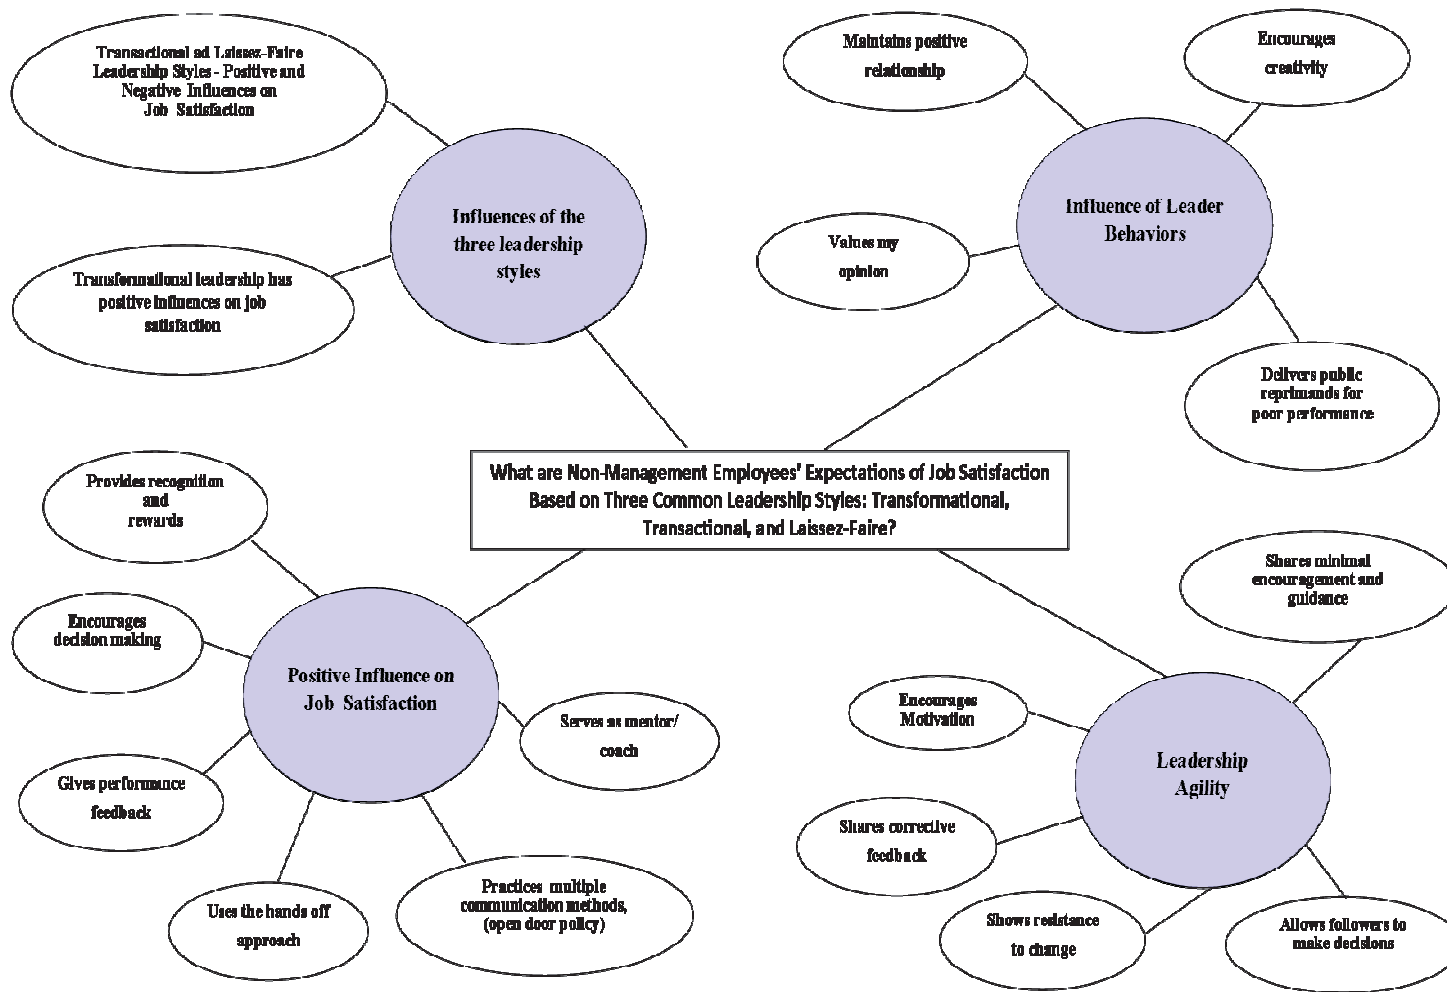 Transactional ad Laissez-Faire
Leadership Styles - Positive and
Negative Influences on
Job Satisfaction
Transformational leadership has
positive influences on job
satisfaction
Influences of the
three leadership
styles
Maintains positive
relationship
Encourages
creativity
Values my
opinion
Influence of Leader
Behaviors
Delivers public
reprimands for
poor performance
What are Non-Management Employees' Expectations of Job Satisfaction
Based on Three Common Leadership Styles: Transformational,
Transactional, and Laissez-Faire?
Provides recognition
and
rewards
Encourages
decision making
Positive Influence on
Job Satisfaction
Serves as mentor/
coach
Gives performance
feedback
Uses the hands off
approach
Practices multiple
communication methods,
(open door policy)
Shares minimal
encouragement and
guidance
Encourages
Motivation
Leadership
Agility
Shares corrective
feedback
Shows resistance
to change
Allows followers to
make decisions